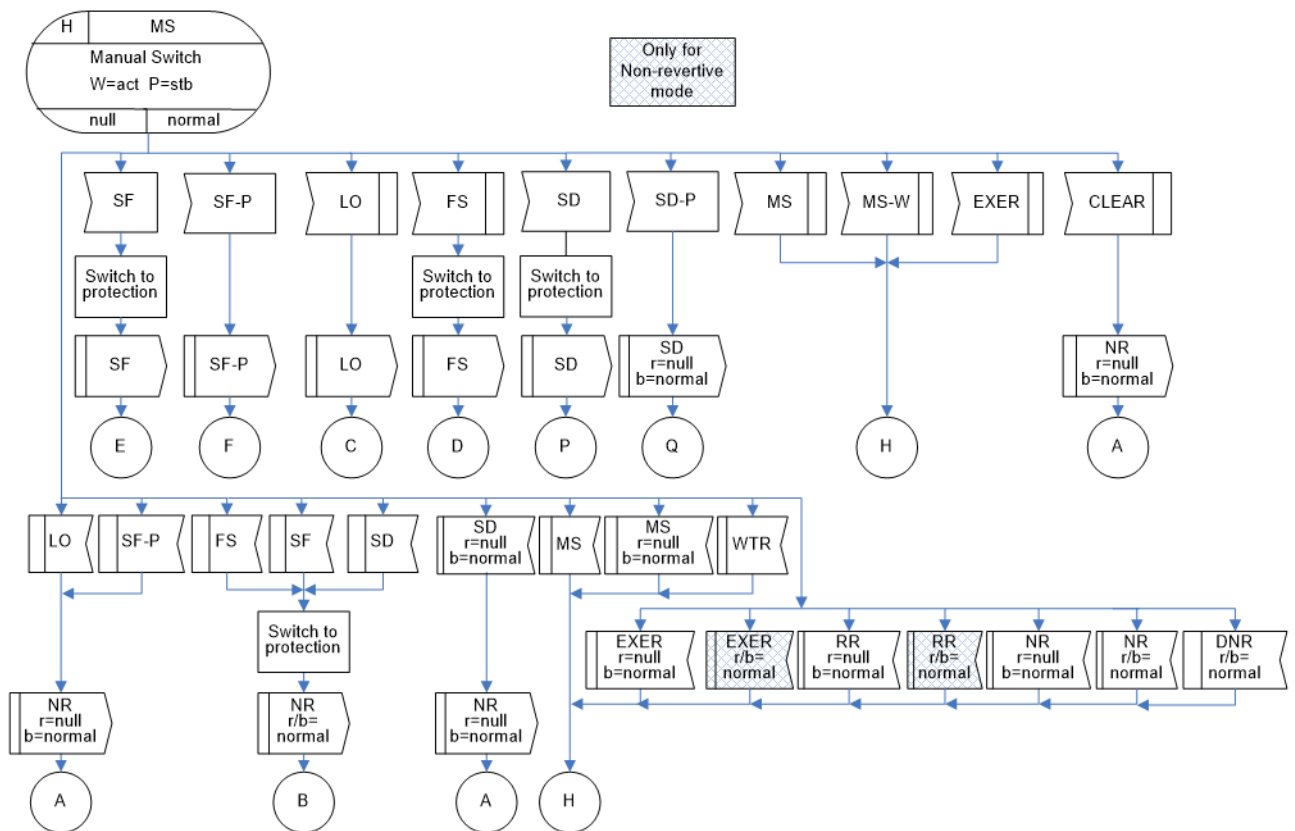 H MS
Manual Switch
W=act P=stb
null normal
Only for
Non-revertive
mode
SF
SF-P
LO
FS
SD
SD-P
MS
MS-W
EXER
CLEAR
Switch to
protection
Switch to
protection
Switch to
protection
SF
SF-P
LO
FS
SD
SD
r=null
b=normal
NR
r=null
b=normal
E
F
C
D
P
Q
H
A
LO
SF-P
FS
SF
SD
SD
r=null
b=normal
MS
MS
r=null
b=normal
WTR
Switch to
protection
EXER
r=null
b=normal
EXER
r/b=
normal
RR
r=null
b=normal
RR
r/b=
normal
NR
r=null
b=normal
NR
r/b=
normal
DNR
r/b=
normal
NR
r=null
b=normal
NR
r/b=
normal
NR
r=null
b=normal
A
B
A
H